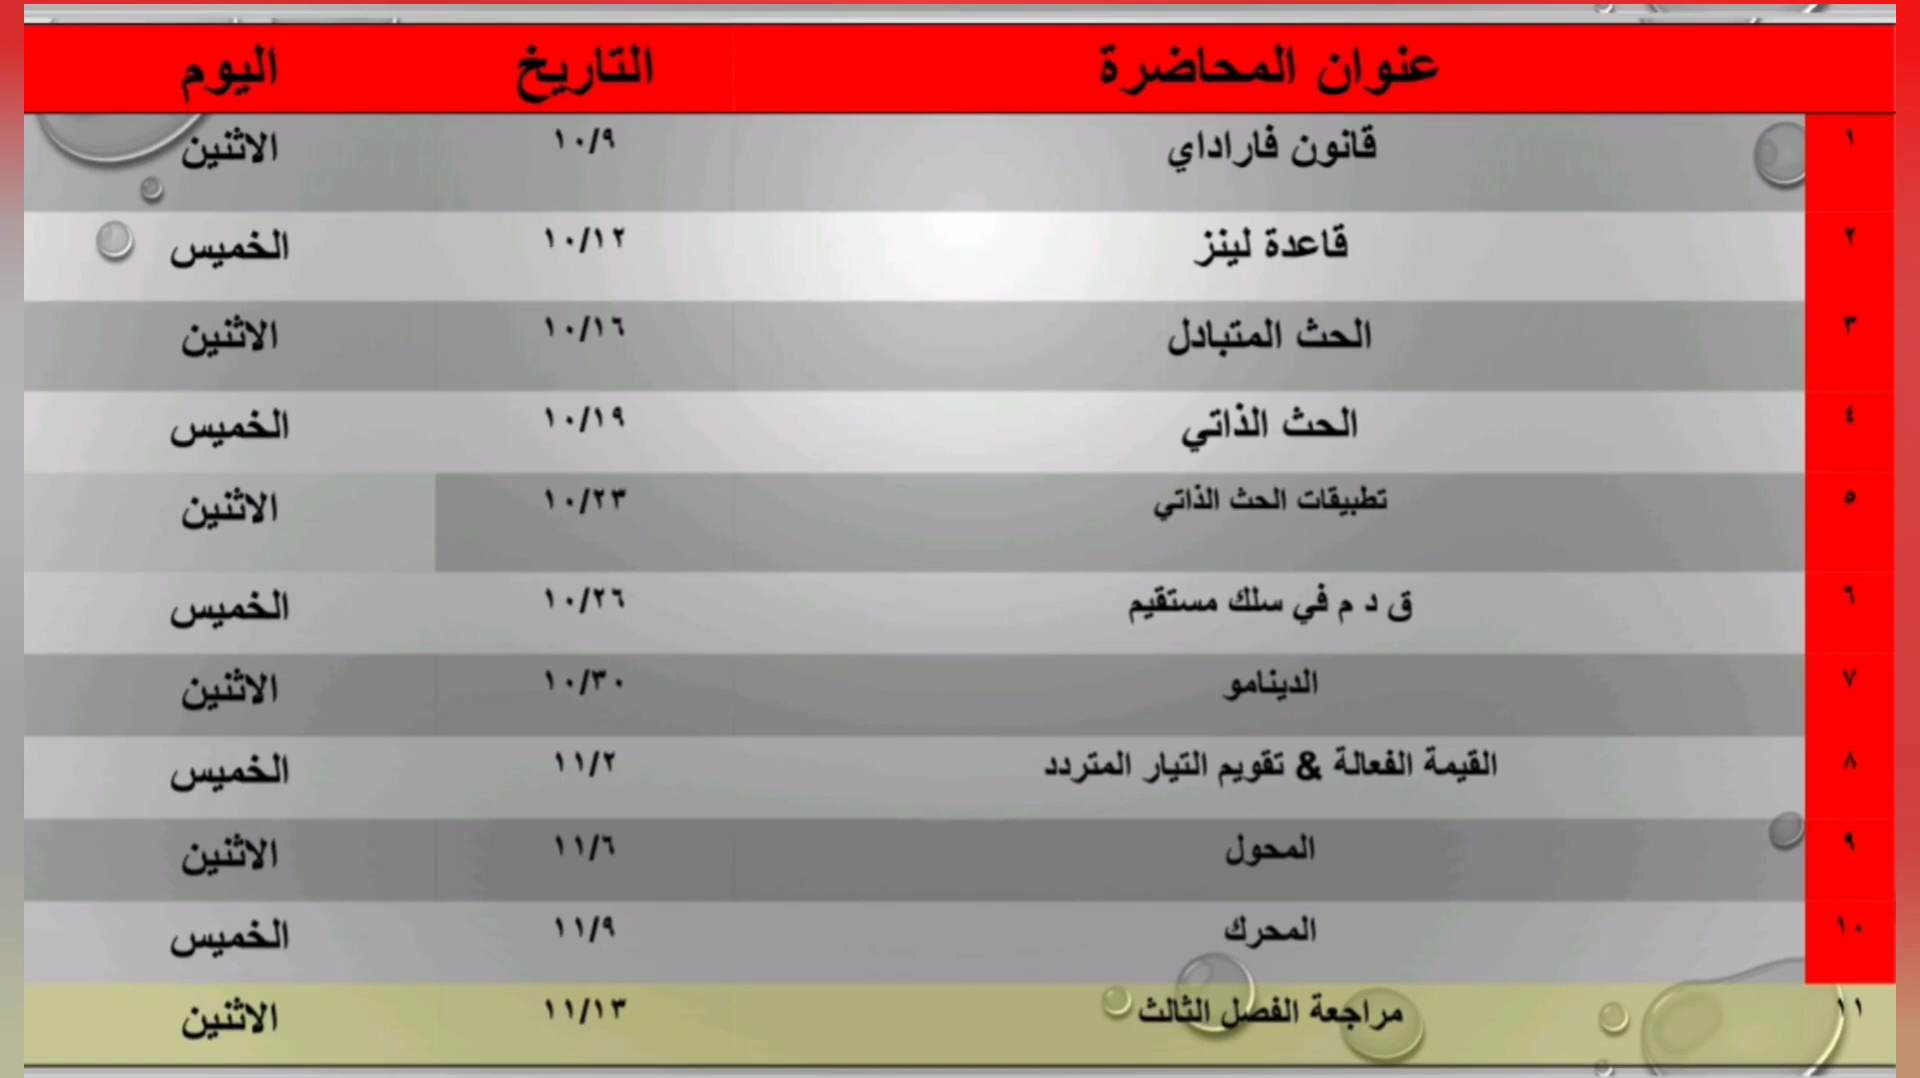 عنوان المحاضرة التاريخ اليوم
١ قانون فاراداي ١٠/٩ الاثنين
٢ قاعدة لينز ١٠/١٢ الخميس
٣ الحث المتبادل ١٠/١٦ الاثنين
٤ الحث الذاتي ١٠/١٩ الخميس
٥ تطبيقات الحث الذاتي ١٠/٢٣ الاثنين
٦ ق د م في سلك مستقيم ١٠/٢٦ الخميس
٧ الدينامو ١٠/٣٠ الاثنين
٨ القيمة الفعالة & تقويم التيار المتردد ١١/٢ الخميس
٩ المحول ١١/٦ الاثنين
١٠ المحرك ١١/٩ الخميس
١١ مراجعة الفصل الثالث ١١/١٣ الاثنين